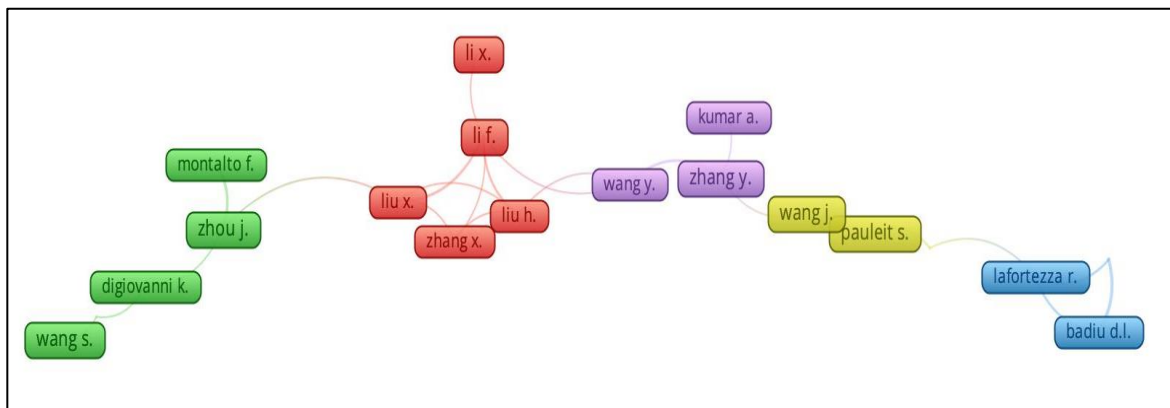 li x.
kumar a.
li f.
montalto f.
zhang y.
wang y.
liu x.
liu h.
wang j.
zhou j.
pauleit s.
zhang x.
lafortezza r.
digiovanni k.
badiu d.l.
wang s.